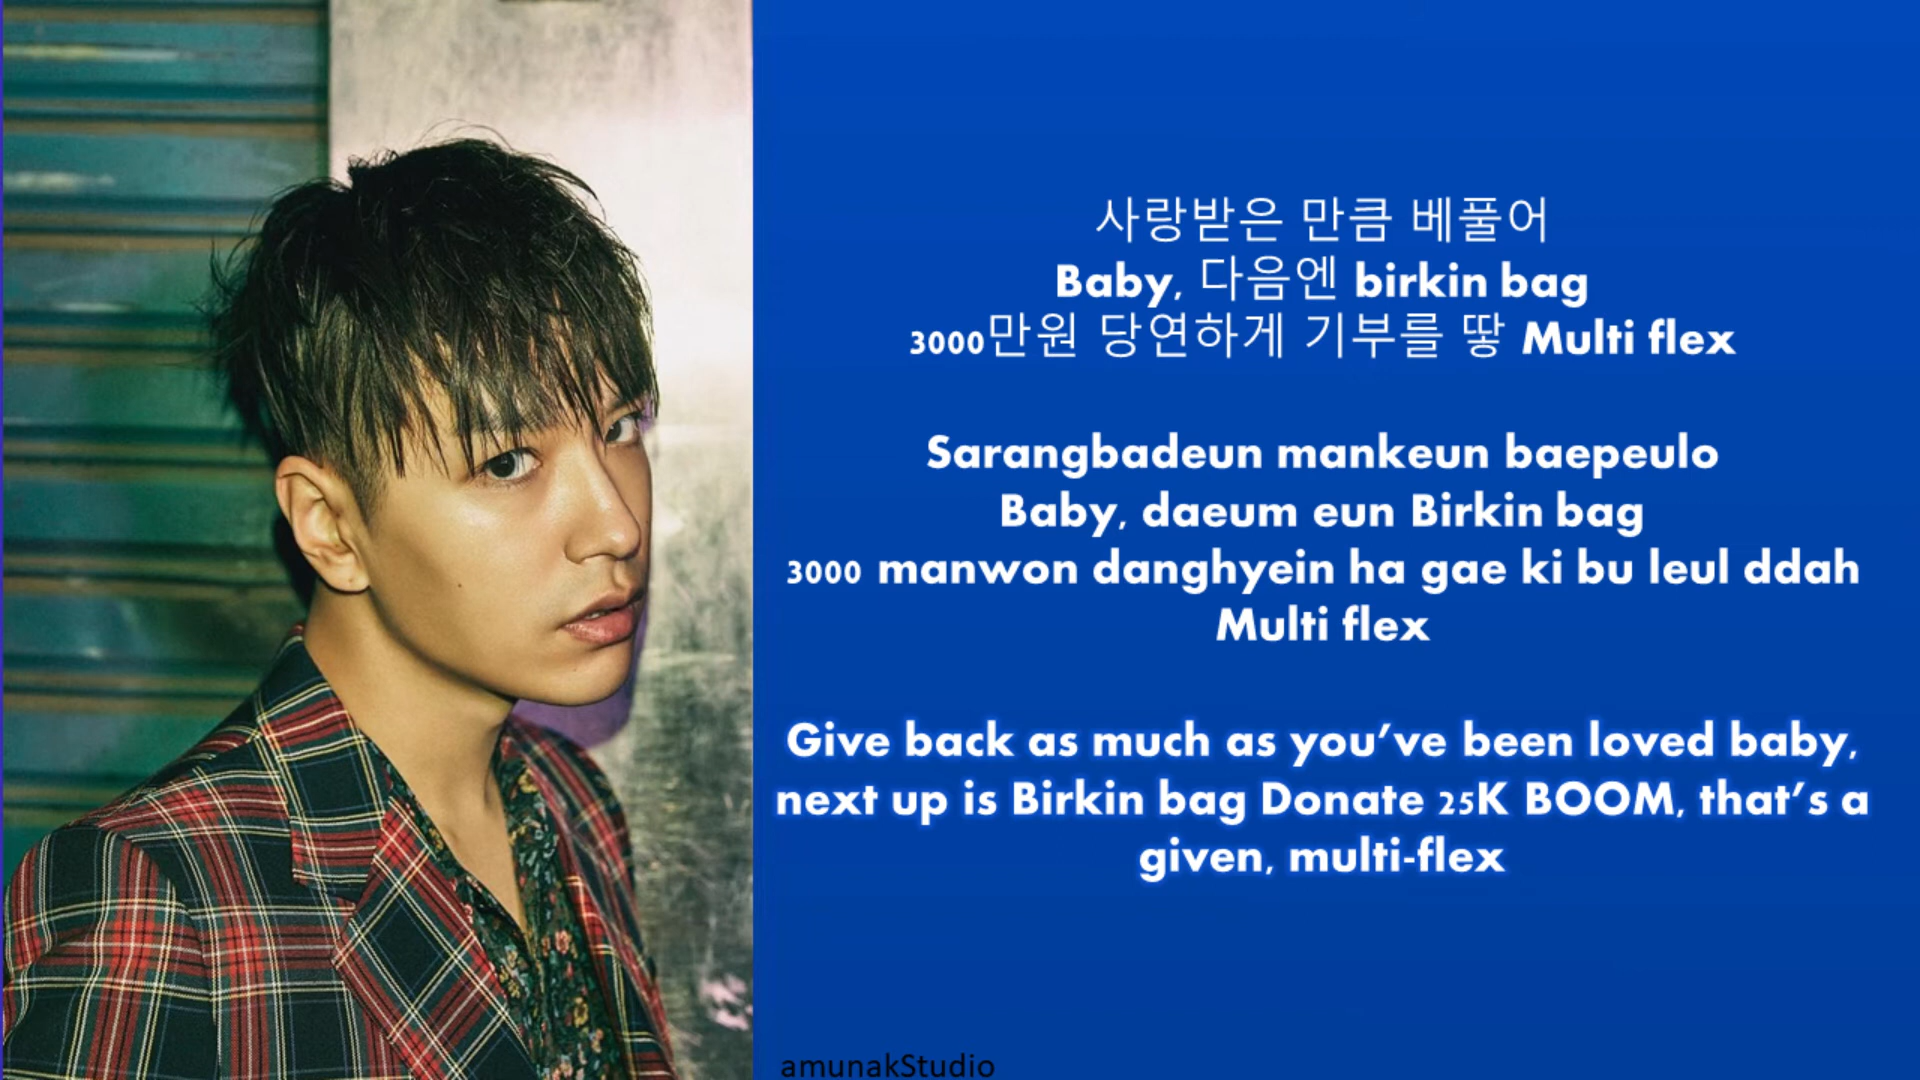 사랑받은 만큼 베풀어
Baby, 다음엔 birkin bag
3000만원 당연하게 기부를 땋 Multi flex
Sarangbadeun mankeun baepeulo
Baby, daeum eun Birkin bag
3000 manwon danghyein ha gae ki bu leul ddah
Multi flex
Give back as much as you’ve been loved baby,
next up is Birkin bag Donate 25K BOOM, that’s a
given, multi-flex
amunakStudio